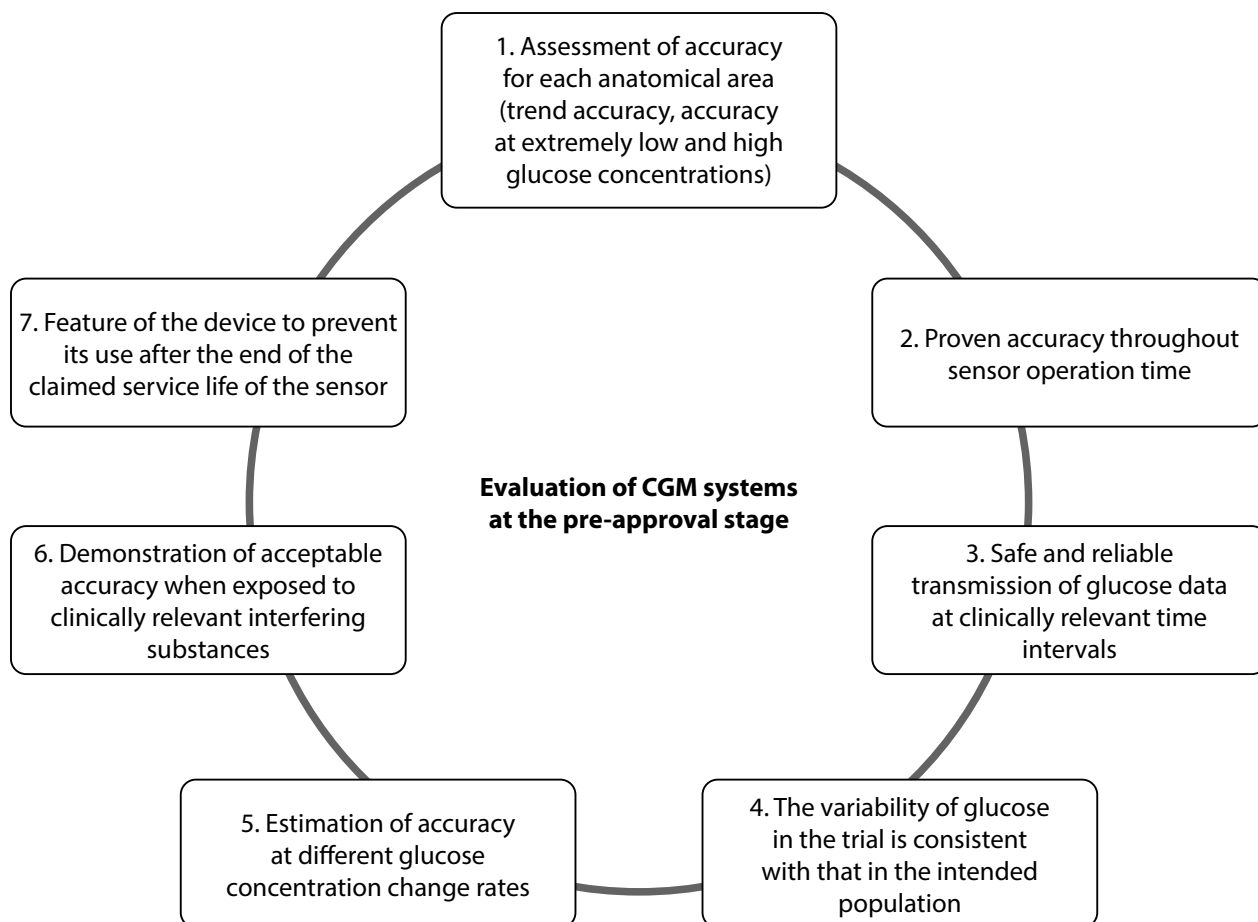 1. Assessment of accuracy
for each anatomical area
(trend accuracy, accuracy
at extremely low and high
glucose concentrations)
2. Proven accuracy throughout
sensor operation time
3. Safe and reliable
transmission of glucose data
at clinically relevant time
intervals
4. The variability of glucose
in the trial is consistent
with that in the intended
population
5. Estimation of accuracy
at different glucose
concentration change rates
6. Demonstration of acceptable
accuracy when exposed to
clinically relevant interfering
substances
7. Feature of the device to prevent
its use after the end of the
claimed service life of the sensor
Evaluation of CGM systems
at the pre-approval stage